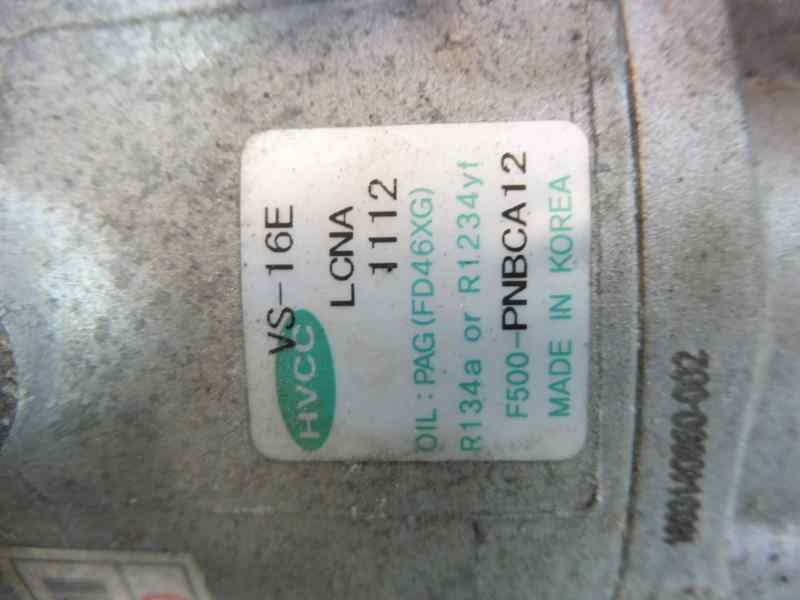 VS-16E
HVCC
LCNA
1112
OIL : PAG(FD46XG)
R134a or R1234yf
F500-PNBCA12
MADE IN KOREA